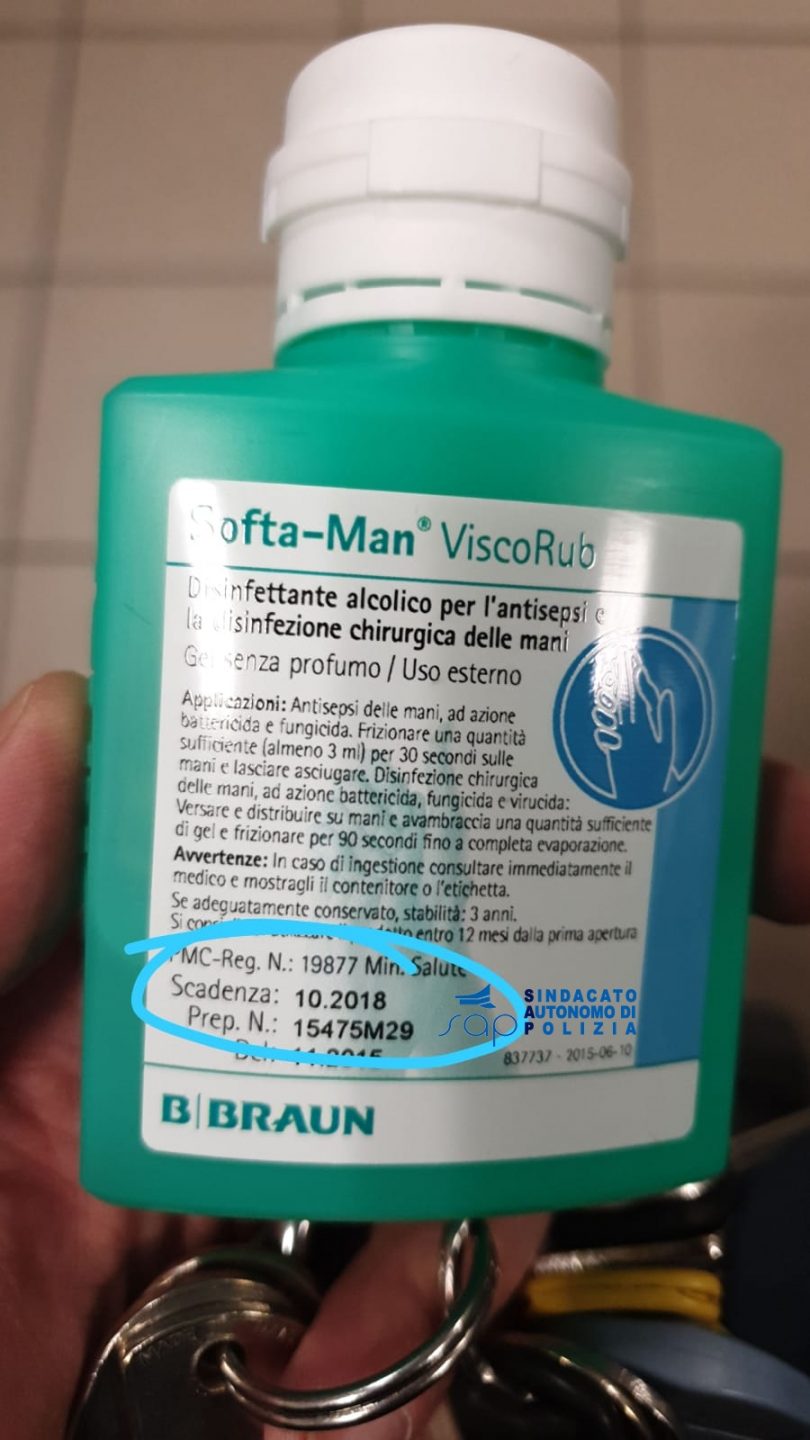 Softa-Man® ViscoRub
Disinfettante alcolico per l'antisepsi e
la disinfezione chirurgica delle mani
Gel senza profumo / Uso esterno
Applicazioni: Antisepsi delle mani, ad azione
battericida e fungicida. Frizionare una quantità
sufficiente (almeno 3 ml) per 30 secondi sulle
mani e lasciare asciugare. Disinfezione chirurgica
delle mani, ad azione battericida, fungicida e virucida:
Versare e distribuire su mani e avambraccia una quantità sufficiente
di gel e frizionare per 90 secondi fino a completa evaporazione.
Avvertenze: In caso di ingestione consultare immediatamente il
medico e mostragli il contenitore o l'etichetta.
Se adeguatamente conservato, stabilità: 3 anni.
Si entro 12 mesi dalla prima apertura
PMC-Reg. N.: 19877 Min. Salute
Scadenza: 10.2018
Prep. N.: 15475M29
11.2015
837737 - 2015-06-10
sap
SINDACATO
AUTONOMO DI
POLIZIA
B|BRAUN